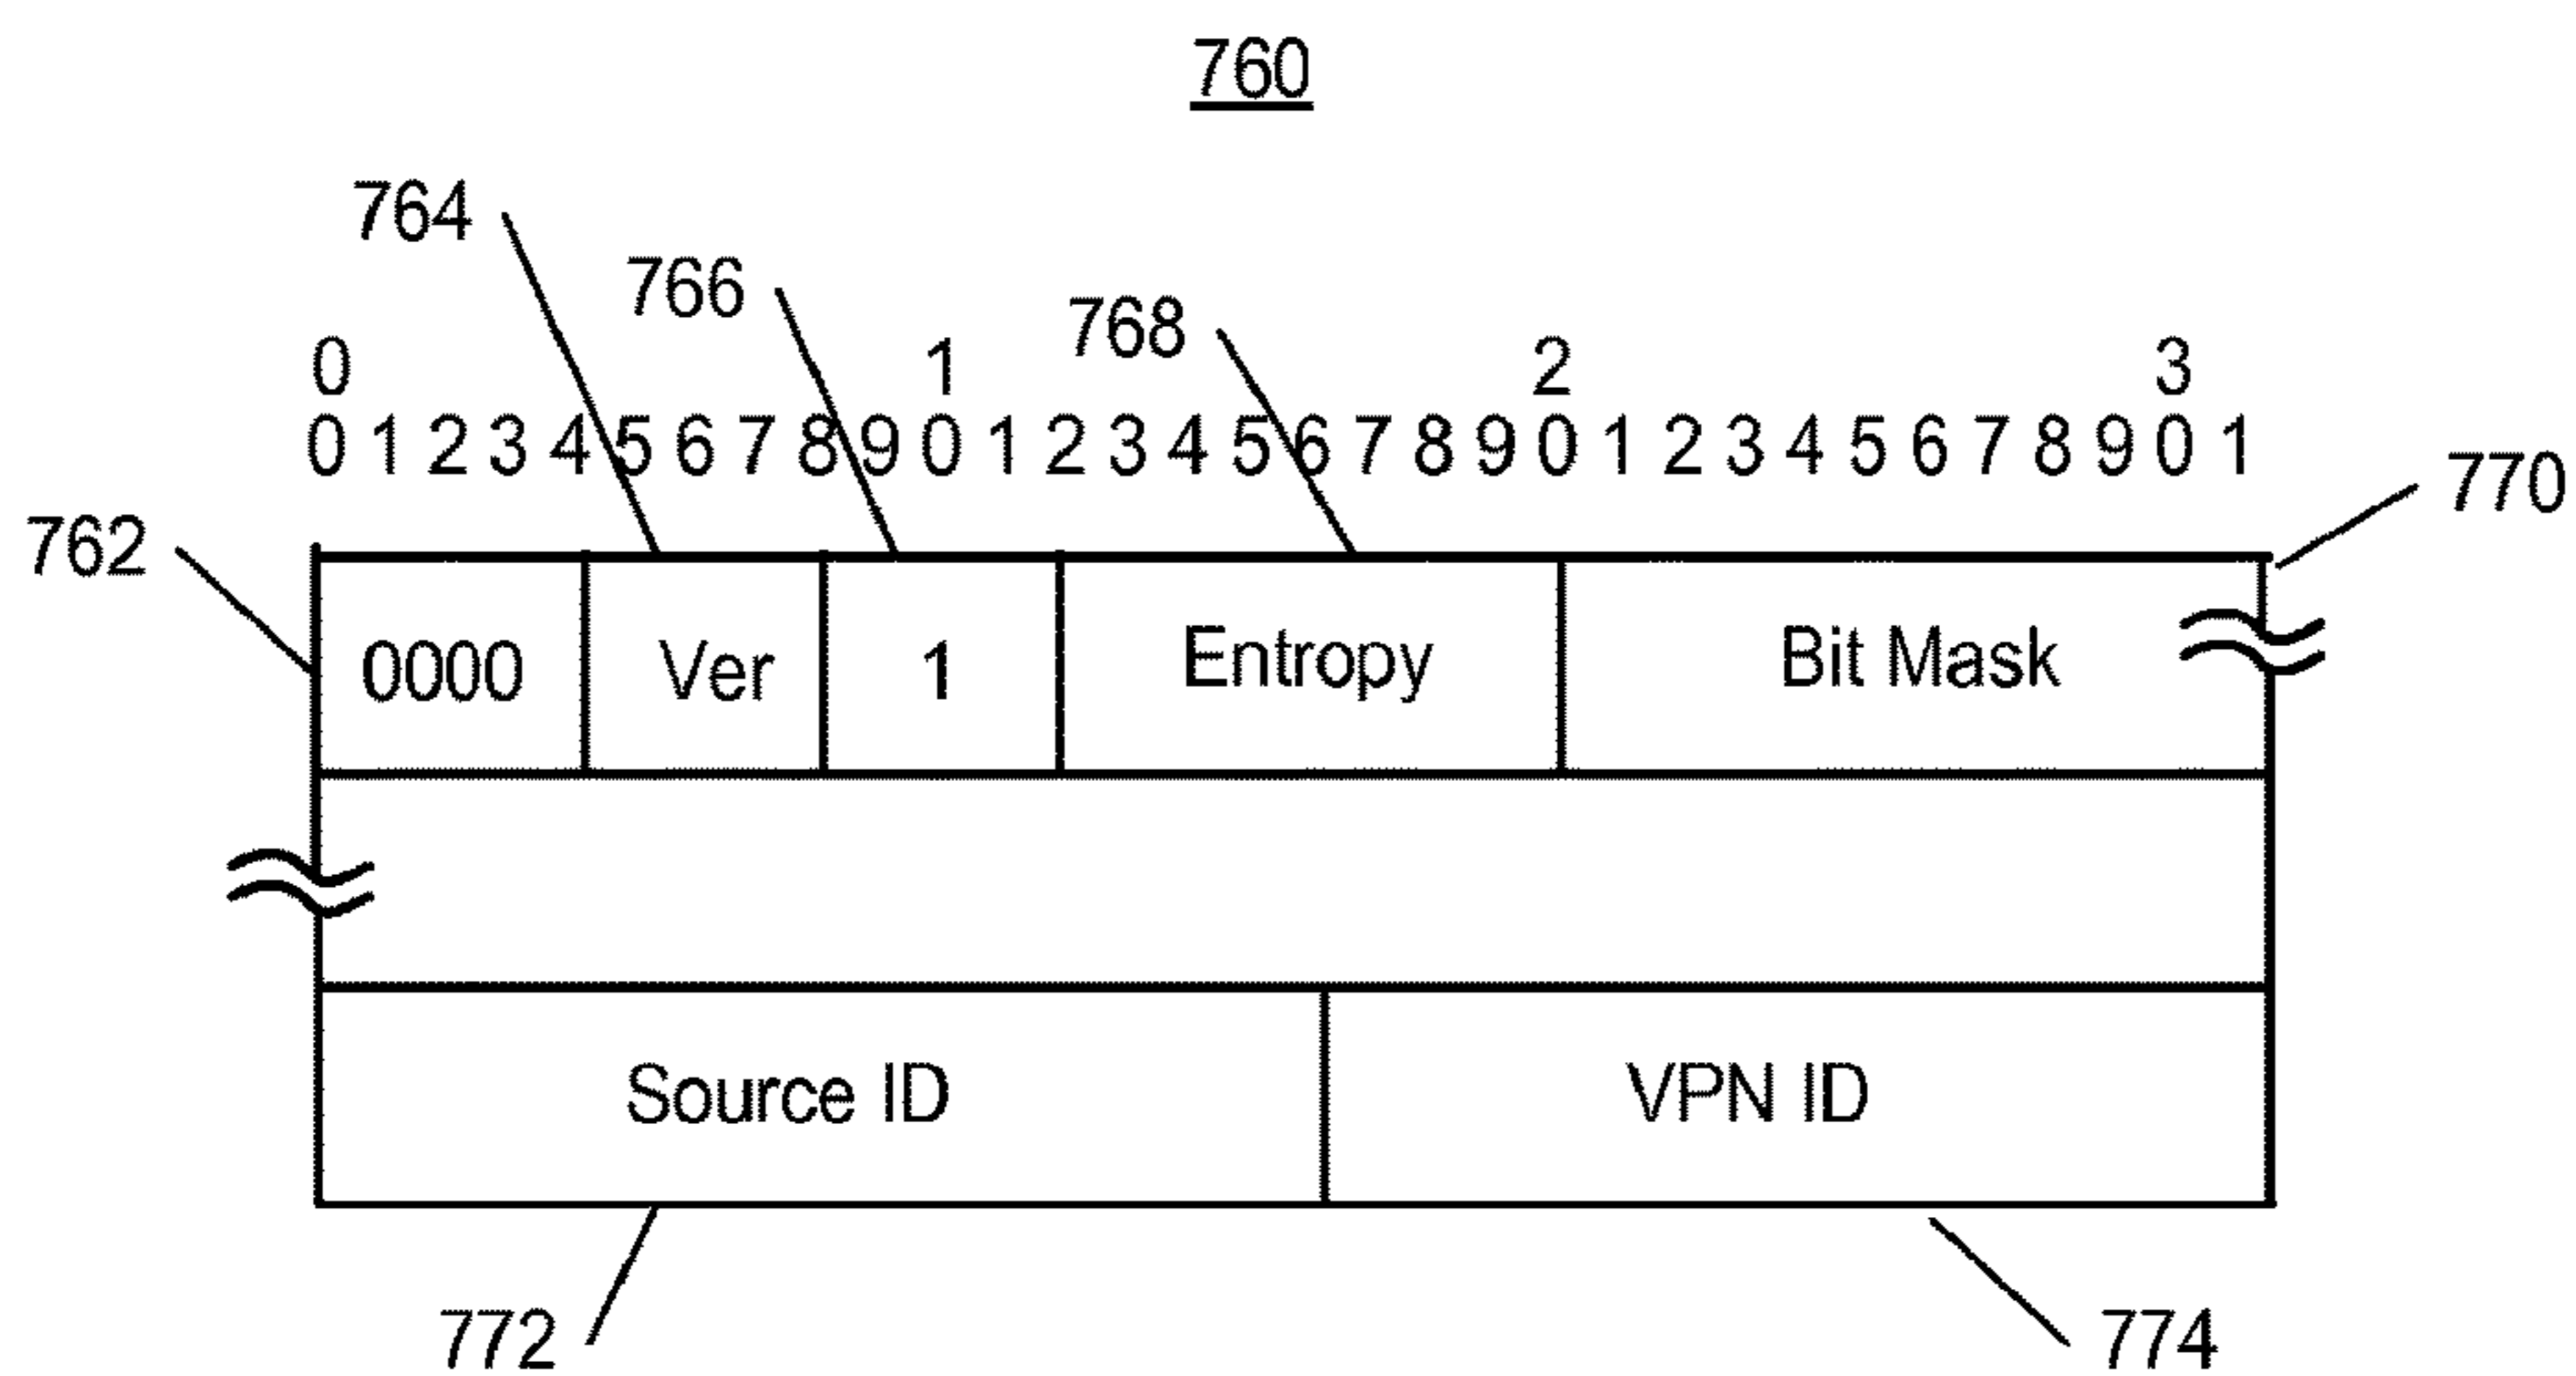 760
764
766
768
0 1 2 3
0 1 2 3 4 5 6 7 8 9 0 1 2 3 4 5 6 7 8 9 0 1 2 3 4 5 6 7 8 9 0 1
770
762
0000 Ver 1 Entropy Bit Mask
Source ID VPN ID
772
774